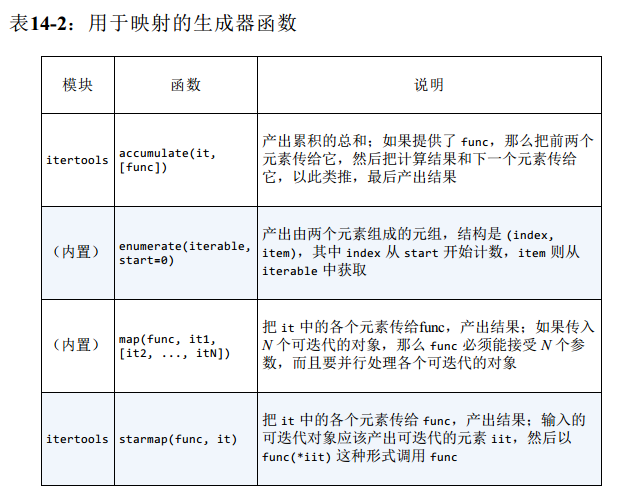 表14-2：用于映射的生成器函数
模块 函数 说明
itertools
accumulate(it,
[func])
产出累积的总和；如果提供了 func，那么把前两个
元素传给它，然后把计算结果和下一个元素传给
它，以此类推，最后产出结果
（内置）
enumerate(iterable,
start=0)
产出由两个元素组成的元组，结构是 (index,
item)，其中 index 从 start 开始计数，item 则从
iterable 中获取
（内置）
map(func, it1,
[it2, ..., itN])
把 it 中的各个元素传给func，产出结果；如果传入
N 个可迭代的对象，那么 func 必须能接受 N 个参
数，而且要并行处理各个可迭代的对象
itertools
starmap(func, it)
把 it 中的各个元素传给 func，产出结果；输入的
可迭代对象应该产出可迭代的元素 iit，然后以
func(*iit) 这种形式调用 func